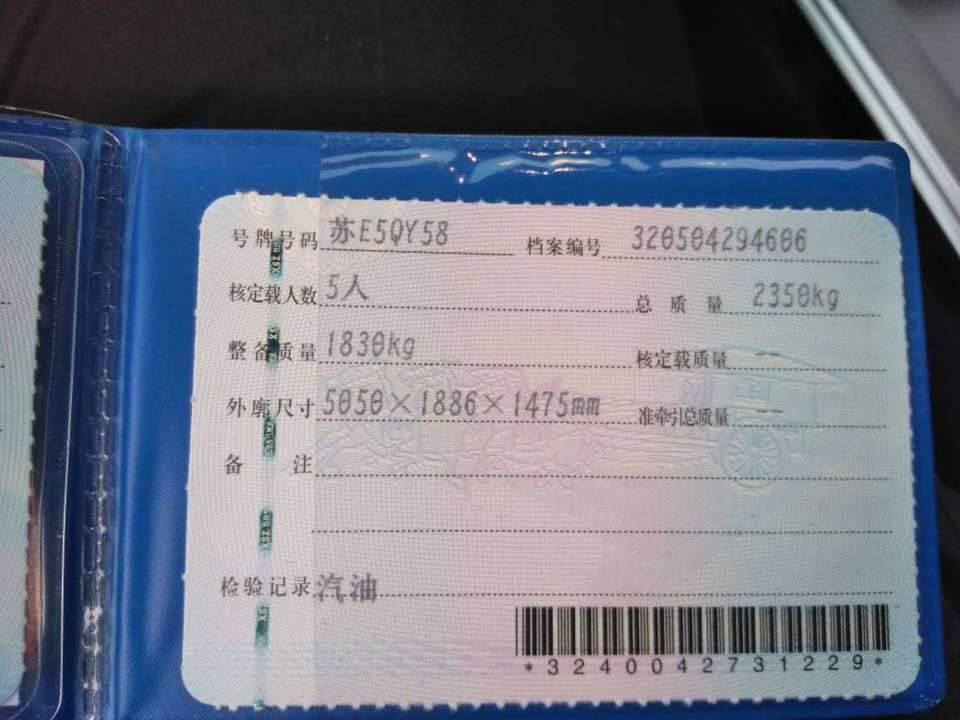 号牌号码 苏E5QY58 档案编号 320504294606
核定载人数 5人 总质量 2350kg
整备质量 1830kg 核定载质量 --
外廓尺寸 5050×1886×1475mm 准牵引总质量 --
备注
检验记录 汽油
*3240042731229*